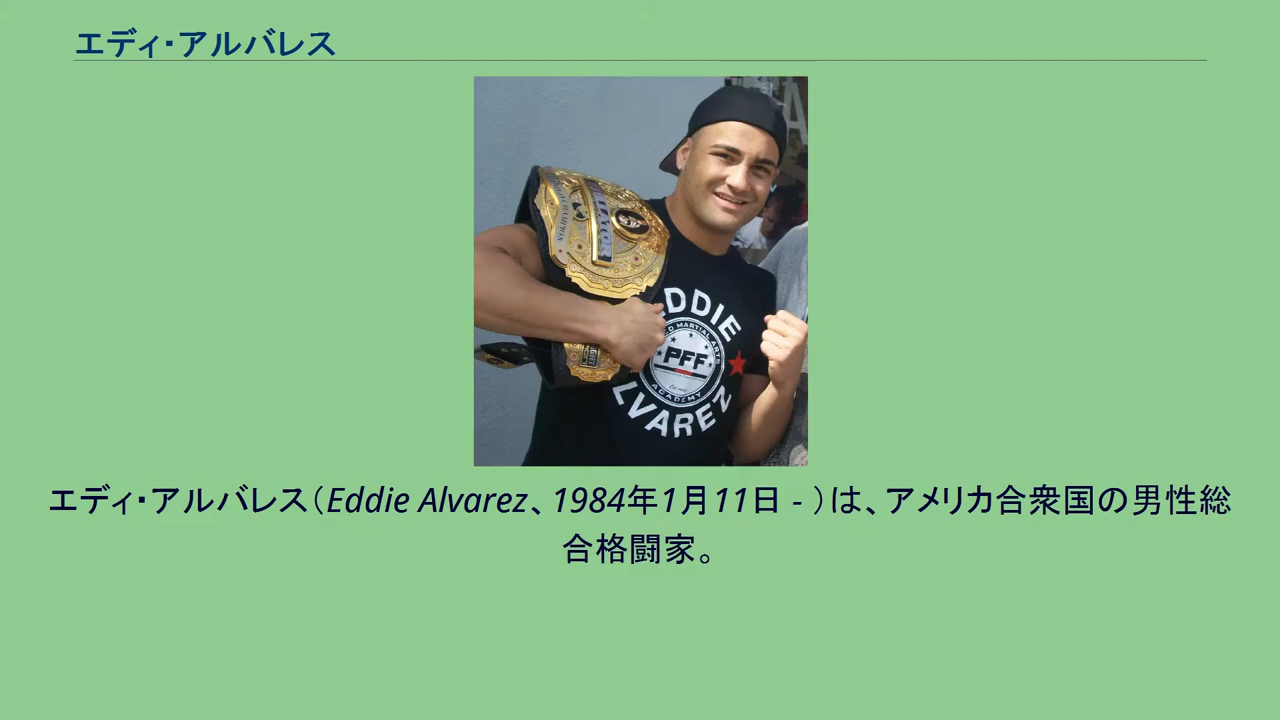 エディ・アルバレス
EDDIE
PFF
ACADEMY
ALVAREZ
エディ・アルバレス（Eddie Alvarez、1984年1月11日 - ）は、アメリカ合衆国の男性総
合格闘家。